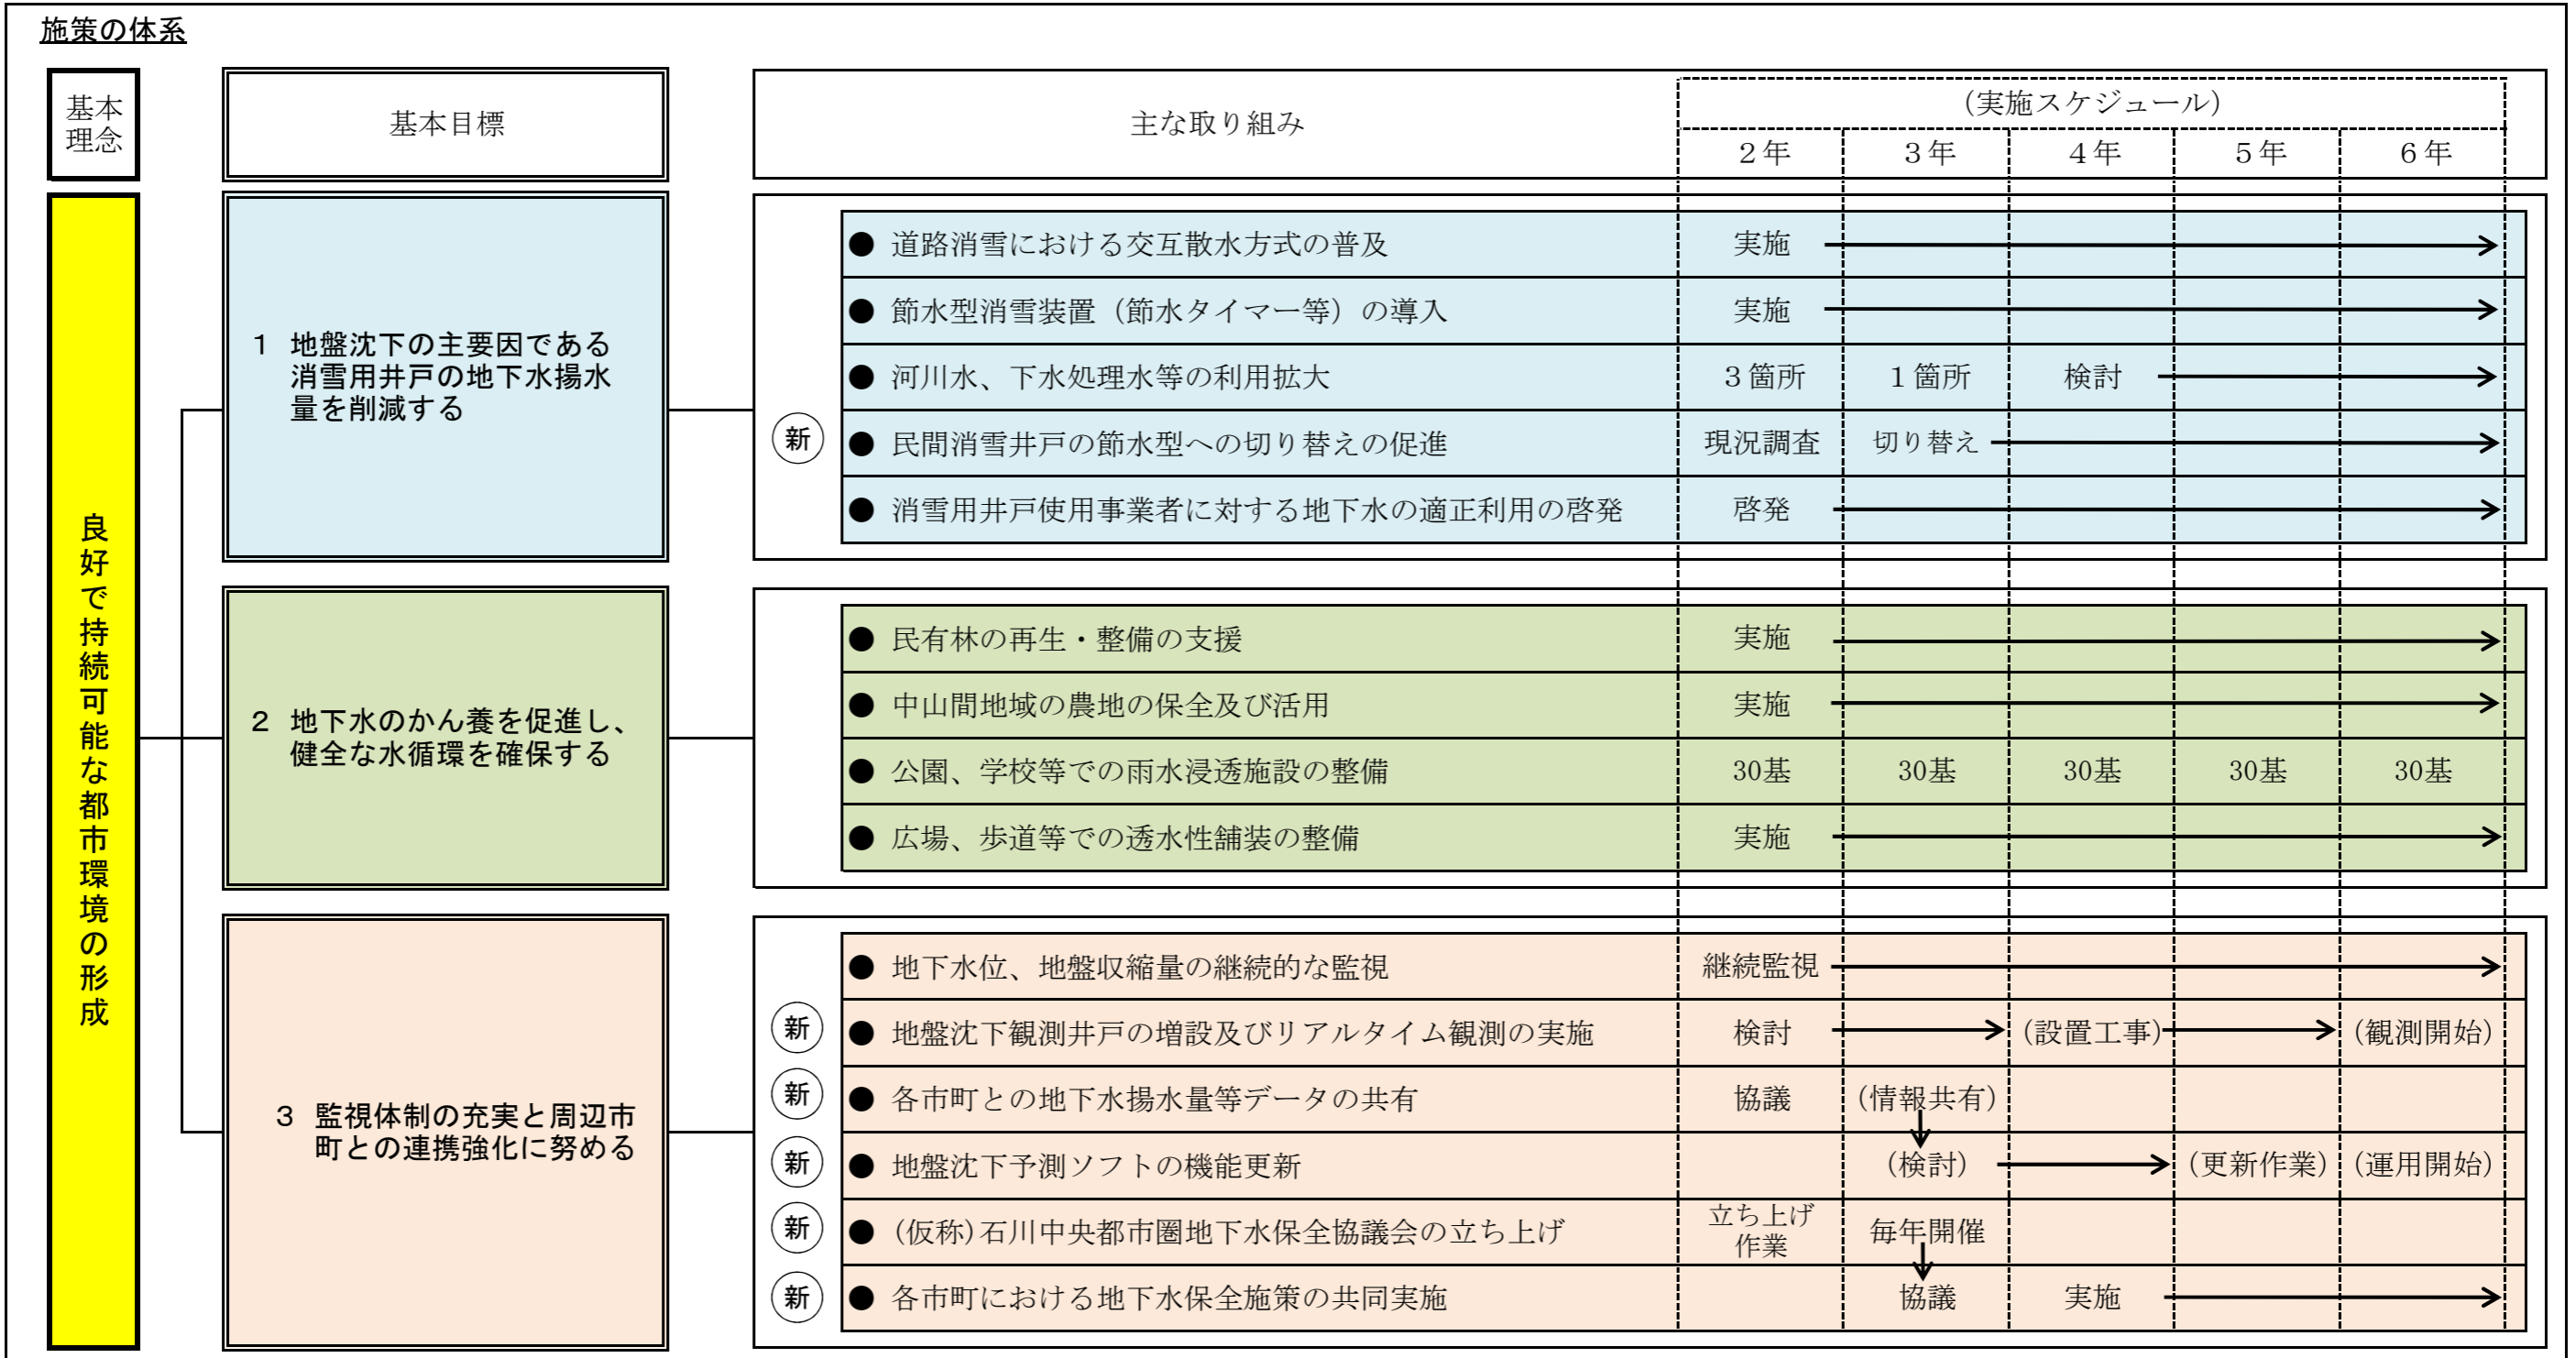 施策の体系
基本
理念
基本目標
主な取り組み
（実施スケジュール）
２年 ３年 ４年 ５年 ６年
良好で持続可能な都市環境の形成
１ 地盤沈下の主要因である
消雪用井戸の地下水揚水
量を削減する
● 道路消雪における交互散水方式の普及 実施
● 節水型消雪装置（節水タイマー等）の導入 実施
● 河川水、下水処理水等の利用拡大 ３箇所 １箇所 検討
新 ● 民間消雪井戸の節水型への切り替えの促進 現況調査 切り替え
● 消雪用井戸使用事業者に対する地下水の適正利用の啓発 啓発
２ 地下水のかん養を促進し、
健全な水循環を確保する
● 民有林の再生・整備の支援 実施
● 中山間地域の農地の保全及び活用 実施
● 公園、学校等での雨水浸透施設の整備 30基 30基 30基 30基 30基
● 広場、歩道等での透水性舗装の整備 実施
３ 監視体制の充実と周辺市
町との連携強化に努める
● 地下水位、地盤収縮量の継続的な監視 継続監視
新 ● 地盤沈下観測井戸の増設及びリアルタイム観測の実施 検討 (設置工事) (観測開始)
新 ● 各市町との地下水揚水量等データの共有 協議 (情報共有)
新 ● 地盤沈下予測ソフトの機能更新 (検討) (更新作業) (運用開始)
新 ● (仮称)石川中央都市圏地下水保全協議会の立ち上げ 立ち上げ
作業 毎年開催
新 ● 各市町における地下水保全施策の共同実施 協議 実施